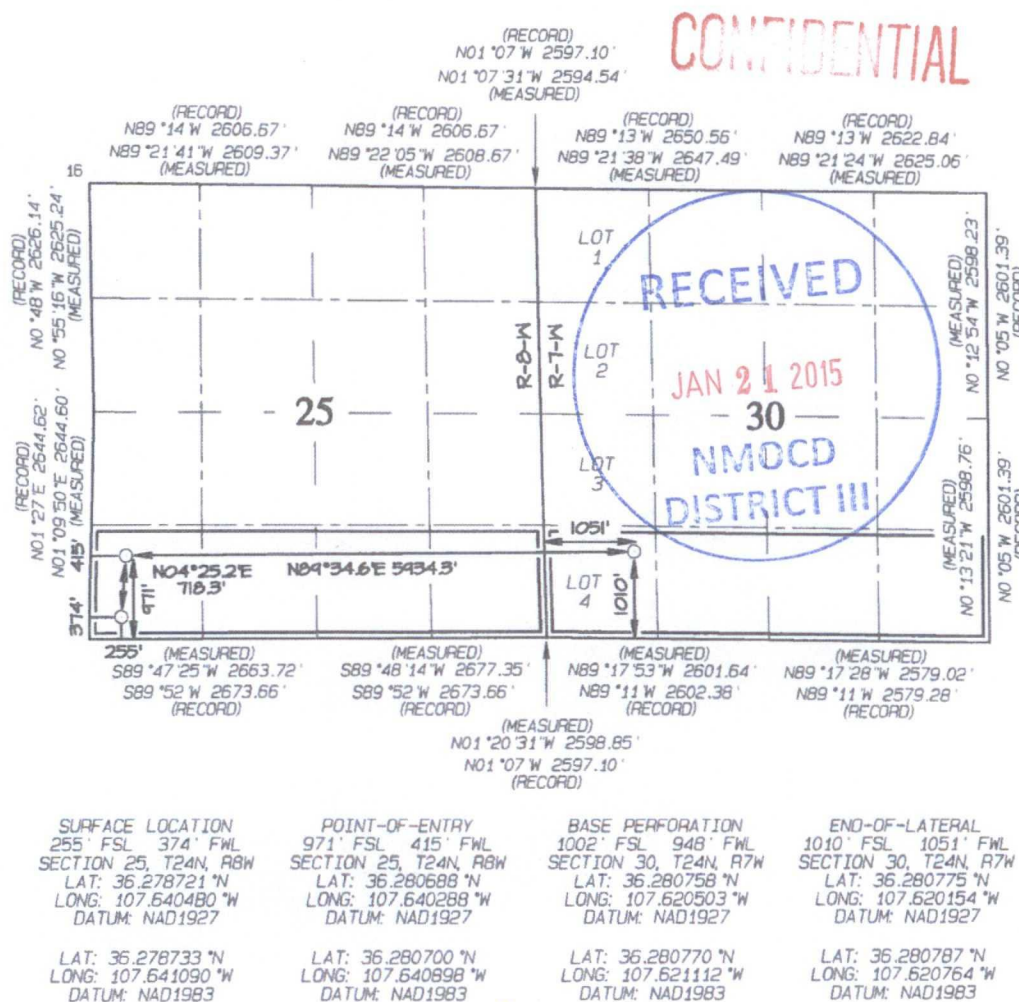 CONFIDENTIAL
(RECORD)
N01°07'W 2597.10'
N01°07'31"W 2594.54'
(MEASURED)
(RECORD)
N89°14'W 2606.67'
N89°21'41"W 2609.37'
(MEASURED)
(RECORD)
N89°14'W 2606.67'
N89°22'05"W 2608.67'
(MEASURED)
(RECORD)
N89°13'W 2650.56'
N89°21'38"W 2647.49'
(MEASURED)
(RECORD)
N89°13'W 2622.84'
N89°21'24"W 2625.06'
(MEASURED)
16
(RECORD)
N0°48'W 2626.14'
N0°55'16"W 2625.24'
(MEASURED)
(RECORD)
N01°27'E 2644.62'
N01°09'50"E 2644.60'
(MEASURED)
LOT
1
LOT
2
LOT
3
LOT
4
R-8-W
R-7-W
25
30
RECEIVED
JAN 21 2015
NMOCD
DISTRICT III
(MEASURED)
N0°12'54"W 2598.23'
N0°05'W 2601.39'
(RECORD)
(MEASURED)
N0°13'21"W 2598.76'
N0°05'W 2601.39'
(RECORD)
1051'
415'
N04°25.2'E
718.3'
N89°34.6'E 5934.3'
971'
1010'
374'
255'
(MEASURED)
S89°47'25"W 2663.72'
S89°52'W 2673.66'
(RECORD)
(MEASURED)
S89°48'14"W 2677.35'
S89°52'W 2673.66'
(RECORD)
(MEASURED)
N89°17'53"W 2601.64'
N89°11'W 2602.38'
(RECORD)
(MEASURED)
N89°17'28"W 2579.02'
N89°11'W 2579.28'
(RECORD)
(MEASURED)
N01°20'31"W 2598.85'
N01°07'W 2597.10'
(RECORD)
SURFACE LOCATION
255' FSL 374' FWL
SECTION 25, T24N, R8W
LAT: 36.278721°N
LONG: 107.640480°W
DATUM: NAD1927
LAT: 36.278733°N
LONG: 107.641090°W
DATUM: NAD1983
POINT-OF-ENTRY
971' FSL 415' FWL
SECTION 25, T24N, R8W
LAT: 36.280688°N
LONG: 107.640288°W
DATUM: NAD1927
LAT: 36.280700°N
LONG: 107.640898°W
DATUM: NAD1983
BASE PERFORATION
1002' FSL 948' FWL
SECTION 30, T24N, R7W
LAT: 36.280758°N
LONG: 107.620503°W
DATUM: NAD1927
LAT: 36.280770°N
LONG: 107.621112°W
DATUM: NAD1983
END-OF-LATERAL
1010' FSL 1051' FWL
SECTION 30, T24N, R7W
LAT: 36.280775°N
LONG: 107.620154°W
DATUM: NAD1927
LAT: 36.280787°N
LONG: 107.620764°W
DATUM: NAD1983